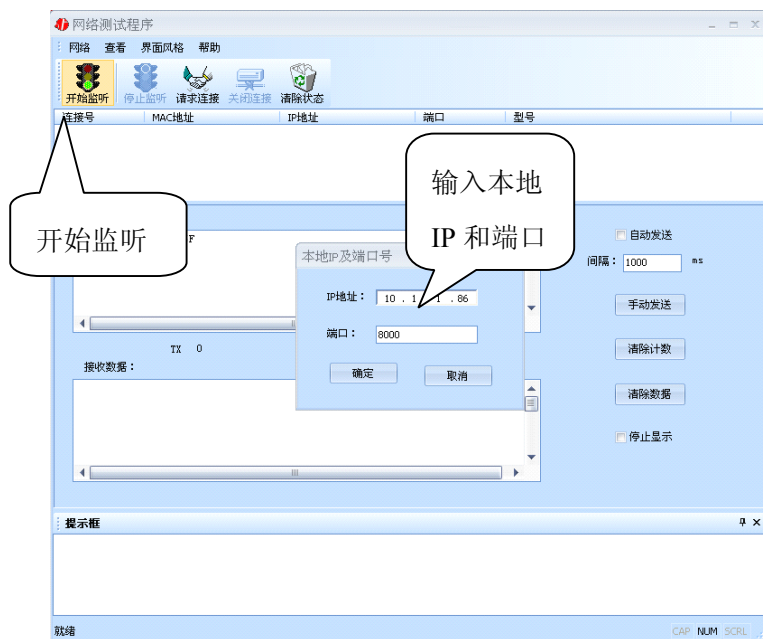 网络测试程序
网络 查看 界面风格 帮助
开始监听 停止监听 请求连接 关闭连接 清除状态
连接号 MAC地址 IP地址 端口 型号
输入本地
IP 和端口
开始监听
F
自动发送
本地IP及端口号
间隔: 1000 ms
IP地址: 10 . 1 . 1 . 86
手动发送
端口: 8000
TX 0
清除计数
接收数据:
确定 取消
清除数据
停止显示
提示框
就绪 CAP NUM SCRL